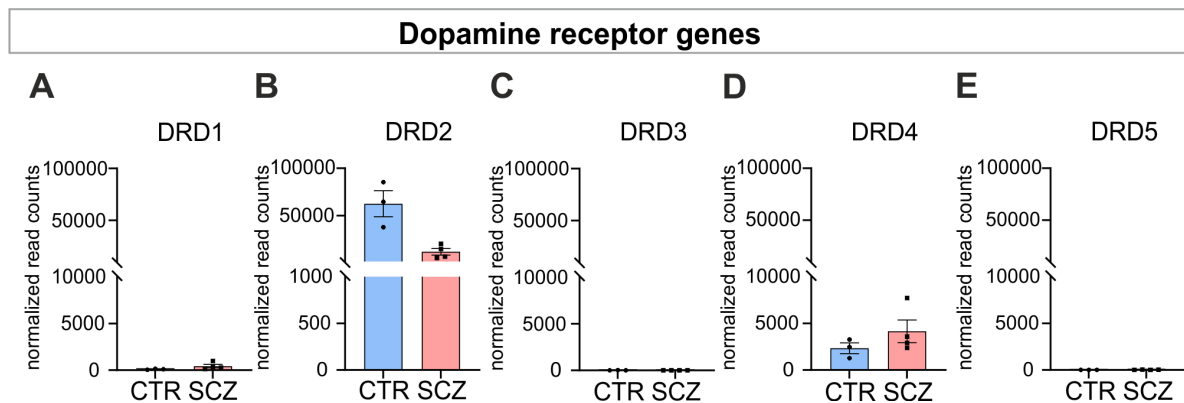 Dopamine receptor genes
A
B
C
D
E
DRD1
DRD2
DRD3
DRD4
DRD5
normalized read counts
100000
50000
10000
5000
0
CTR SCZ
normalized read counts
100000
50000
1000
500
0
CTR SCZ
normalized read counts
100000
50000
10000
5000
0
CTR SCZ
normalized read counts
100000
50000
10000
5000
0
CTR SCZ
normalized read counts
100000
50000
10000
5000
0
CTR SCZ